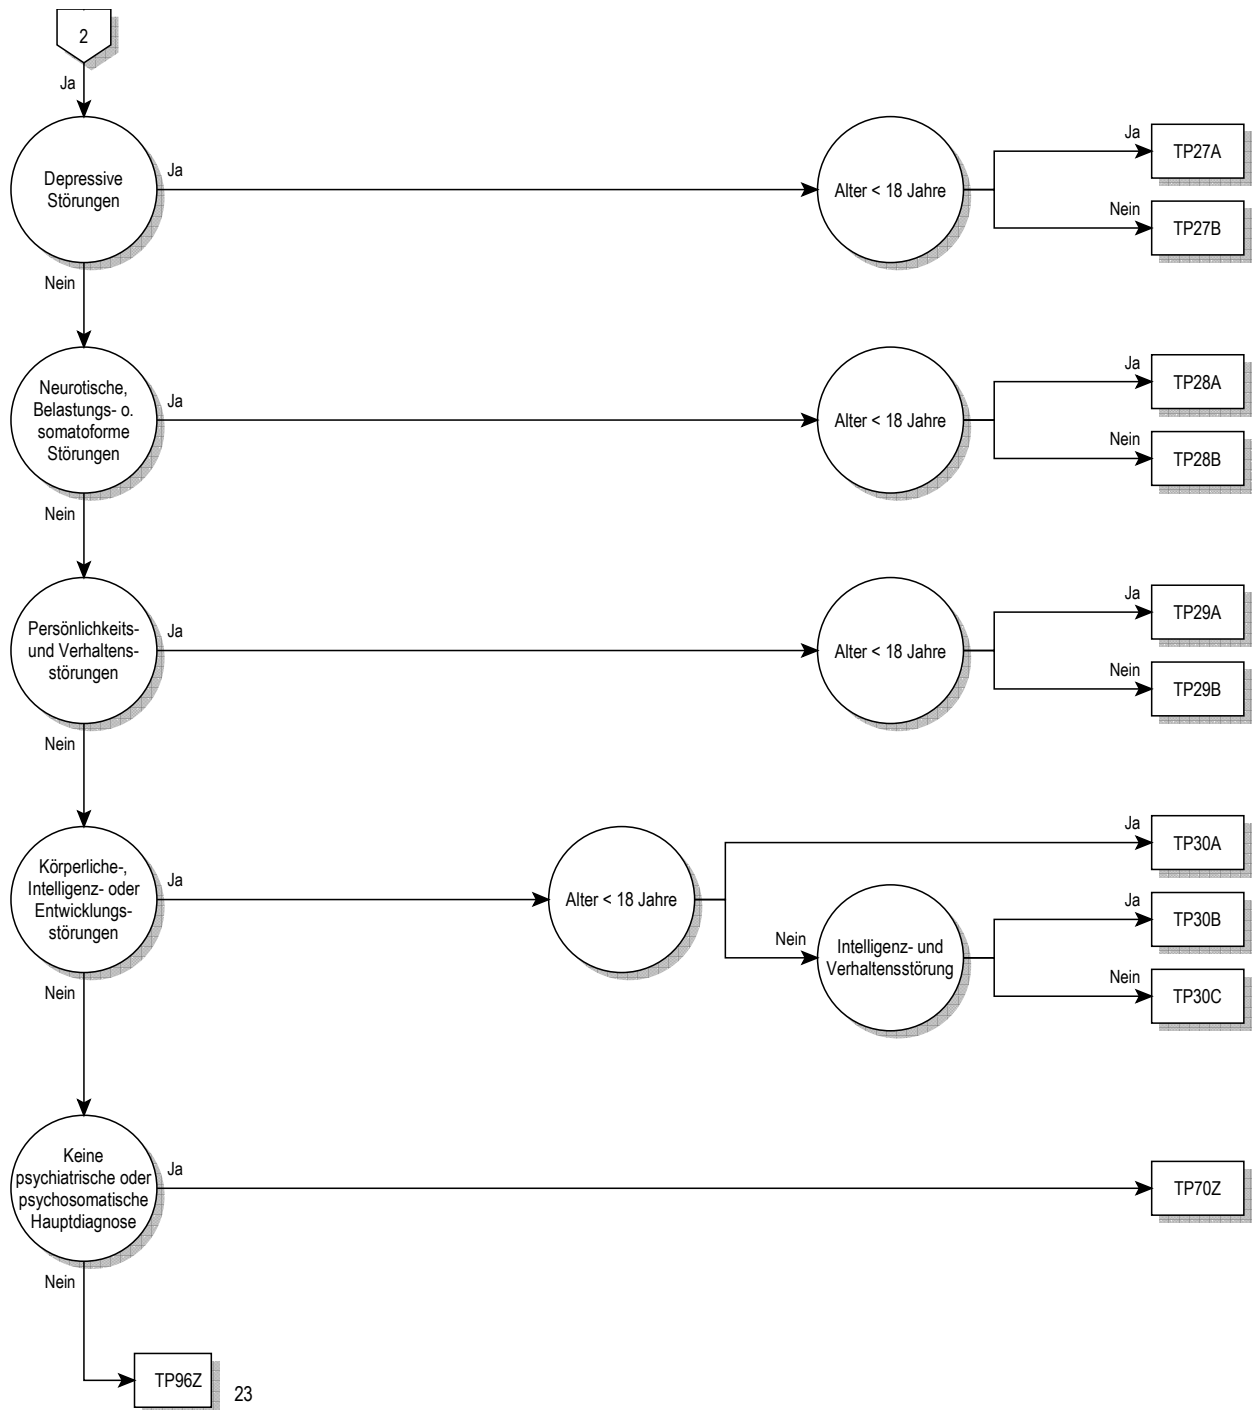 2
Ja
Depressive
Störungen
Ja
Alter < 18 Jahre
Ja
TP27A
Nein
TP27B
Nein
Neurotische,
Belastungs- o.
somatoforme
Störungen
Ja
Alter < 18 Jahre
Ja
TP28A
Nein
TP28B
Nein
Persönlichkeits-
und Verhaltens-
störungen
Ja
Alter < 18 Jahre
Ja
TP29A
Nein
TP29B
Nein
Körperliche-,
Intelligenz- oder
Entwicklungs-
störungen
Ja
Alter < 18 Jahre
Ja
TP30A
Nein
Intelligenz- und
Verhaltensstörung
Ja
TP30B
Nein
TP30C
Nein
Keine
psychiatrische oder
psychosomatische
Hauptdiagnose
Ja
TP70Z
Nein
TP96Z
23